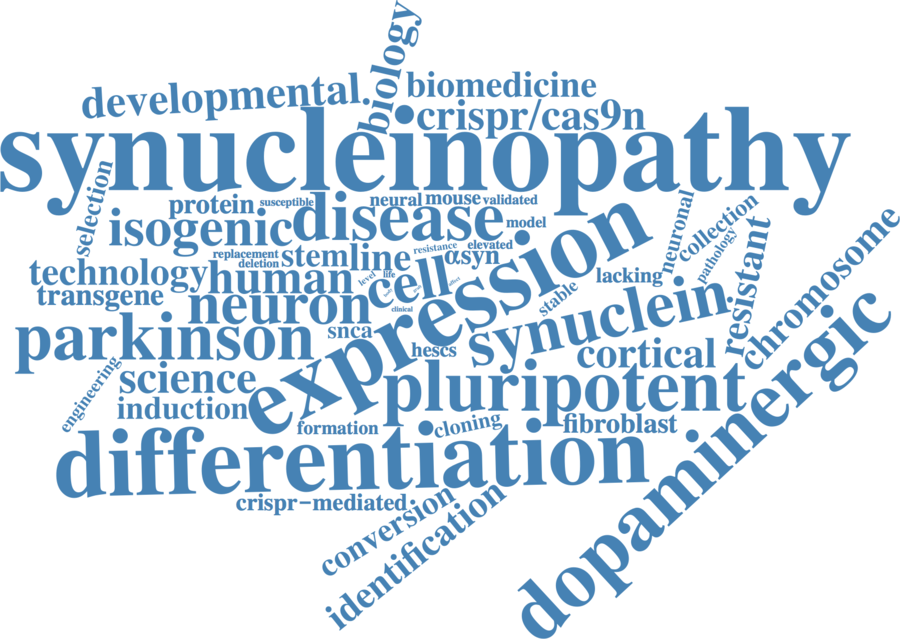 biology
developmental
biomedicine
crispr/cas9n
synucleinopathy
selection
protein
susceptible
neural
mouse
validated
isogenic
disease
model
neuronal
collection
pathology
resistant
chromosome
replacement
deletion
stem
line
resistance
elevated
αsyn
technology
human
cell
level
life
lacking
transgene
neuron
clinical
expression
stable
synuclein
parkinson
snca
hescs
cortical
engineering
science
pluripotent
induction
formation
cloning
fibroblast
dopaminergic
differentiation
crispr-mediated
conversion
identification